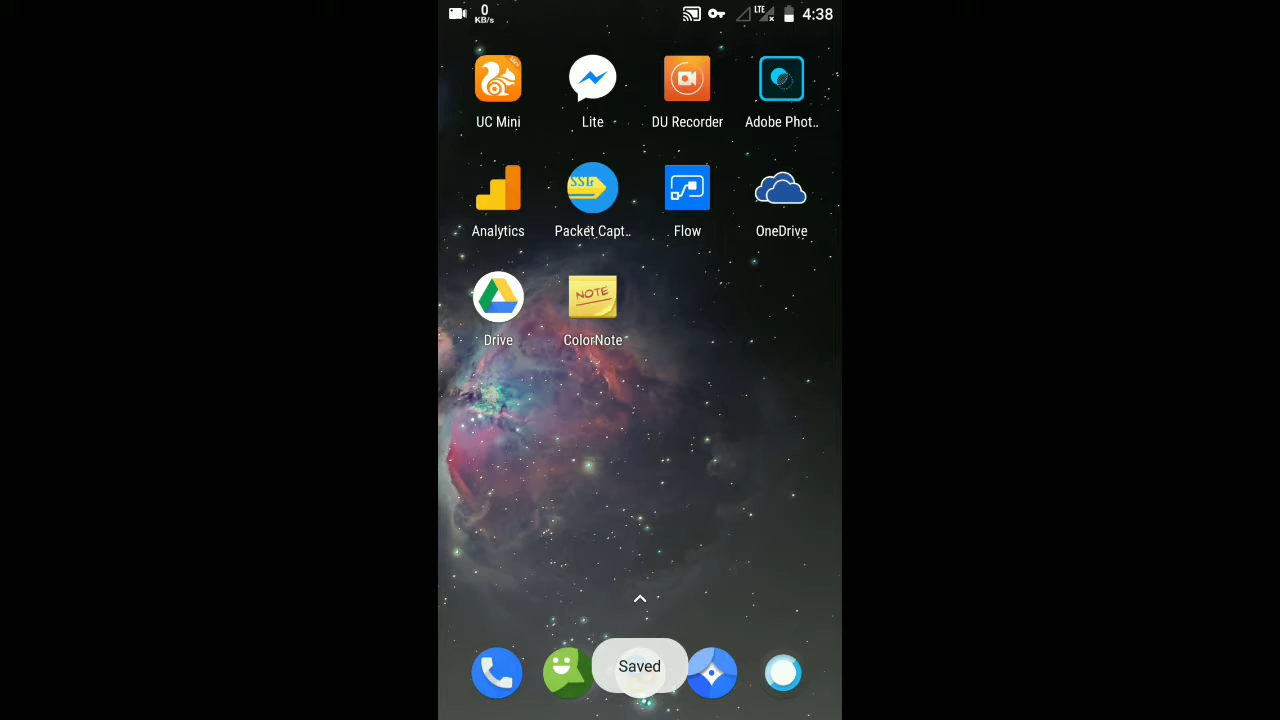 0
KB/s
LTE
4:38
UC Mini
Lite
DU Recorder
Adobe Phot..
Analytics
SSL
Packet Capt..
Flow
OneDrive
Drive
NOTE
ColorNote
Saved